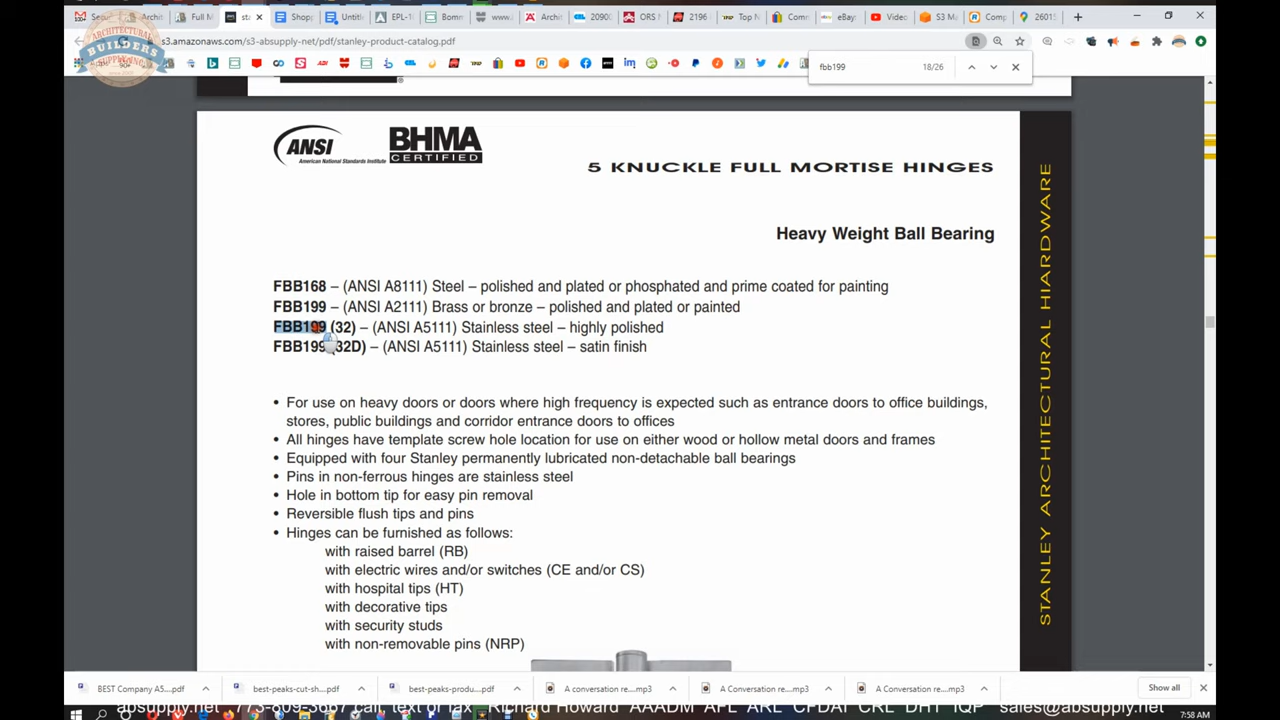 s3.amazonaws.com/s3-absupply-net/pdf/stanley-product-catalog.pdf
fbb199
18/26
ARCHITECTURAL
BUILDERS
SUPPLY INC.
ANSI
American National Standards Institute
BHMA
CERTIFIED
5 KNUCKLE FULL MORTISE HINGES
Heavy Weight Ball Bearing
FBB168 – (ANSI A8111) Steel – polished and plated or phosphated and prime coated for painting
FBB199 – (ANSI A2111) Brass or bronze – polished and plated or painted
FBB199 (32) – (ANSI A5111) Stainless steel – highly polished
FBB199 (32D) – (ANSI A5111) Stainless steel – satin finish
• For use on heavy doors or doors where high frequency is expected such as entrance doors to office buildings,
stores, public buildings and corridor entrance doors to offices
• All hinges have template screw hole location for use on either wood or hollow metal doors and frames
• Equipped with four Stanley permanently lubricated non-detachable ball bearings
• Pins in non-ferrous hinges are stainless steel
• Hole in bottom tip for easy pin removal
• Reversible flush tips and pins
• Hinges can be furnished as follows:
with raised barrel (RB)
with electric wires and/or switches (CE and/or CS)
with hospital tips (HT)
with decorative tips
with security studs
with non-removable pins (NRP)
STANLEY ARCHITECTURAL HARDWARE
BEST Company A5....pdf
best-peaks-cut-sh....pdf
best-peaks-produ....pdf
A conversation re....mp3
A Conversation re....mp3
A Conversation re....mp3
Show all
absupply.net 773-809-3667 call, text or fax Richard Howard AAADM AFL ARL CFDAI CRL DHT IQP sales@absupply.net
7:58 AM